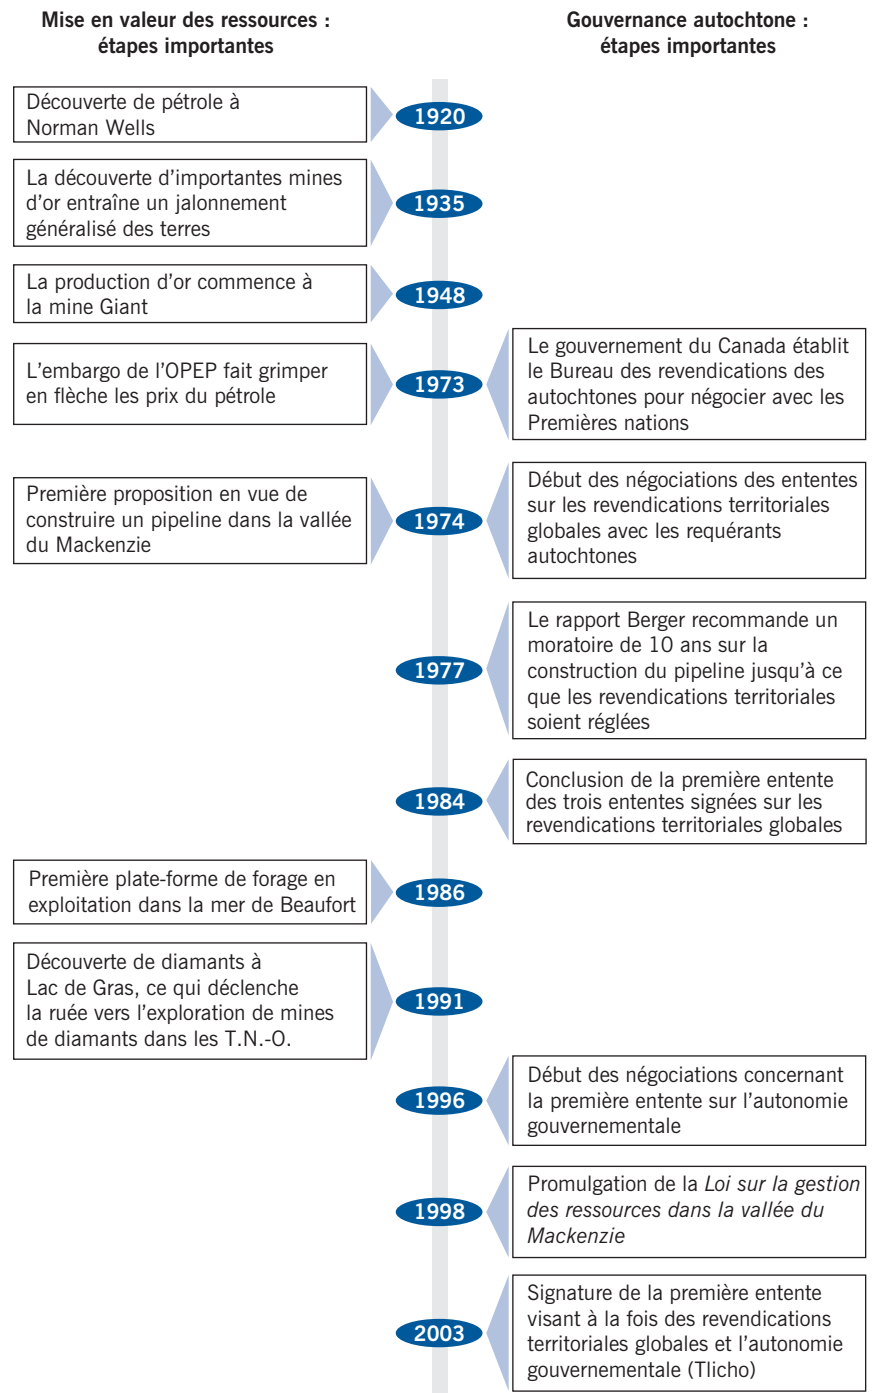 Mise en valeur des ressources :
étapes importantes
Gouvernance autochtone :
étapes importantes
Découverte de pétrole à
Norman Wells
1920
La découverte d'importantes mines
d'or entraîne un jalonnement
généralisé des terres
1935
La production d'or commence à
la mine Giant
1948
L'embargo de l'OPEP fait grimper
en flèche les prix du pétrole
1973
Le gouvernement du Canada établit
le Bureau des revendications des
autochtones pour négocier avec les
Premières nations
Première proposition en vue de
construire un pipeline dans la vallée
du Mackenzie
1974
Début des négociations des ententes
sur les revendications territoriales
globales avec les requérants
autochtones
1977
Le rapport Berger recommande un
moratoire de 10 ans sur la
construction du pipeline jusqu'à ce
que les revendications territoriales
soient réglées
1984
Conclusion de la première entente
des trois ententes signées sur les
revendications territoriales globales
Première plate-forme de forage en
exploitation dans la mer de Beaufort
1986
Découverte de diamants à
Lac de Gras, ce qui déclenche
la ruée vers l'exploration de mines
de diamants dans les T.N.-O.
1991
1996
Début des négociations concernant
la première entente sur l'autonomie
gouvernementale
1998
Promulgation de la Loi sur la gestion
des ressources dans la vallée du
Mackenzie
2003
Signature de la première entente
visant à la fois des revendications
territoriales globales et l'autonomie
gouvernementale (Tlicho)